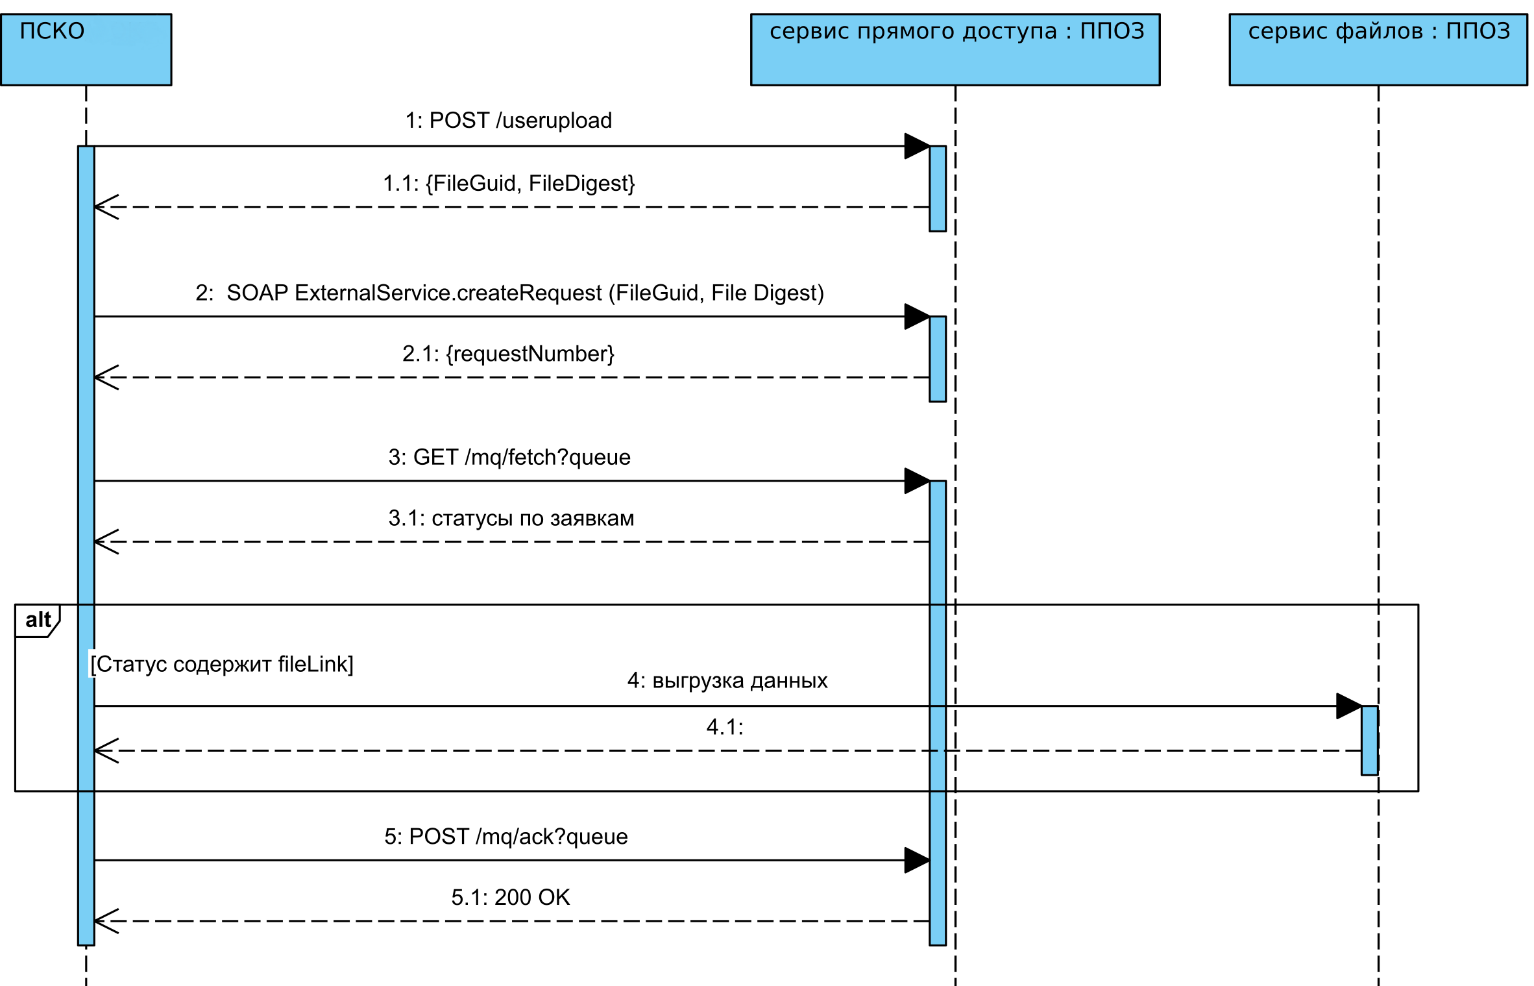 ПСКО
сервис прямого доступа : ППОЗ
сервис файлов : ППОЗ
1: POST /userupload
1.1: {FileGuid, FileDigest}
2:  SOAP ExternalService.createRequest (FileGuid, File Digest)
2.1: {requestNumber}
3: GET /mq/fetch?queue
3.1: статусы по заявкам
alt
[Статус содержит fileLink]
4: выгрузка данных
4.1:
5: POST /mq/ack?queue
5.1: 200 OK